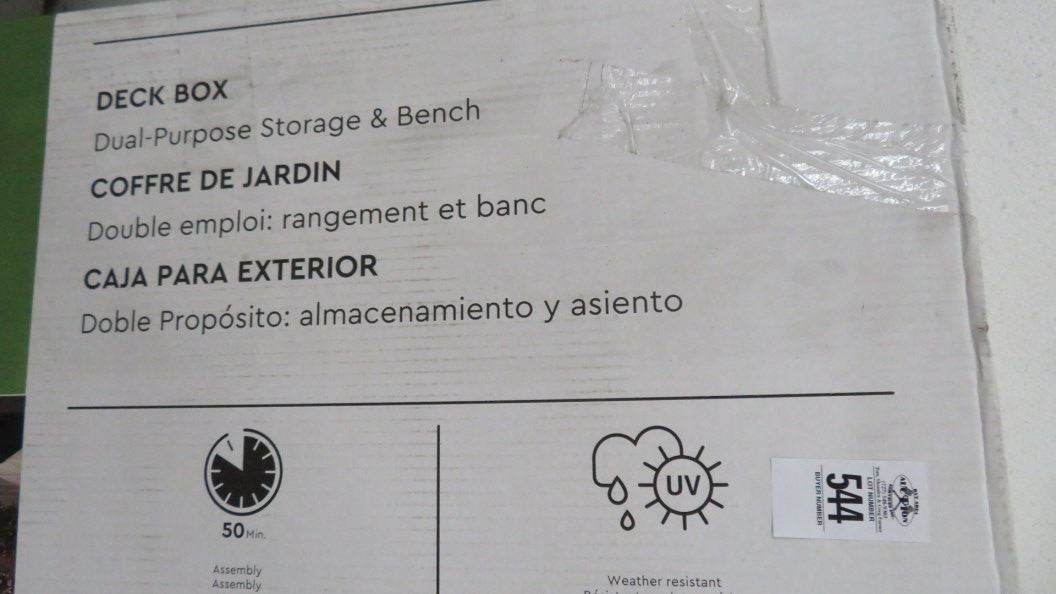 DECK BOX
Dual-Purpose Storage & Bench
COFFRE DE JARDIN
Double emploi: rangement et banc
CAJA PARA EXTERIOR
Doble Propósito: almacenamiento y asiento
50 Min.
Assembly
Assembly
UV
Weather resistant
AUCTION
LOT NUMBER
544
BUYER NUMBER